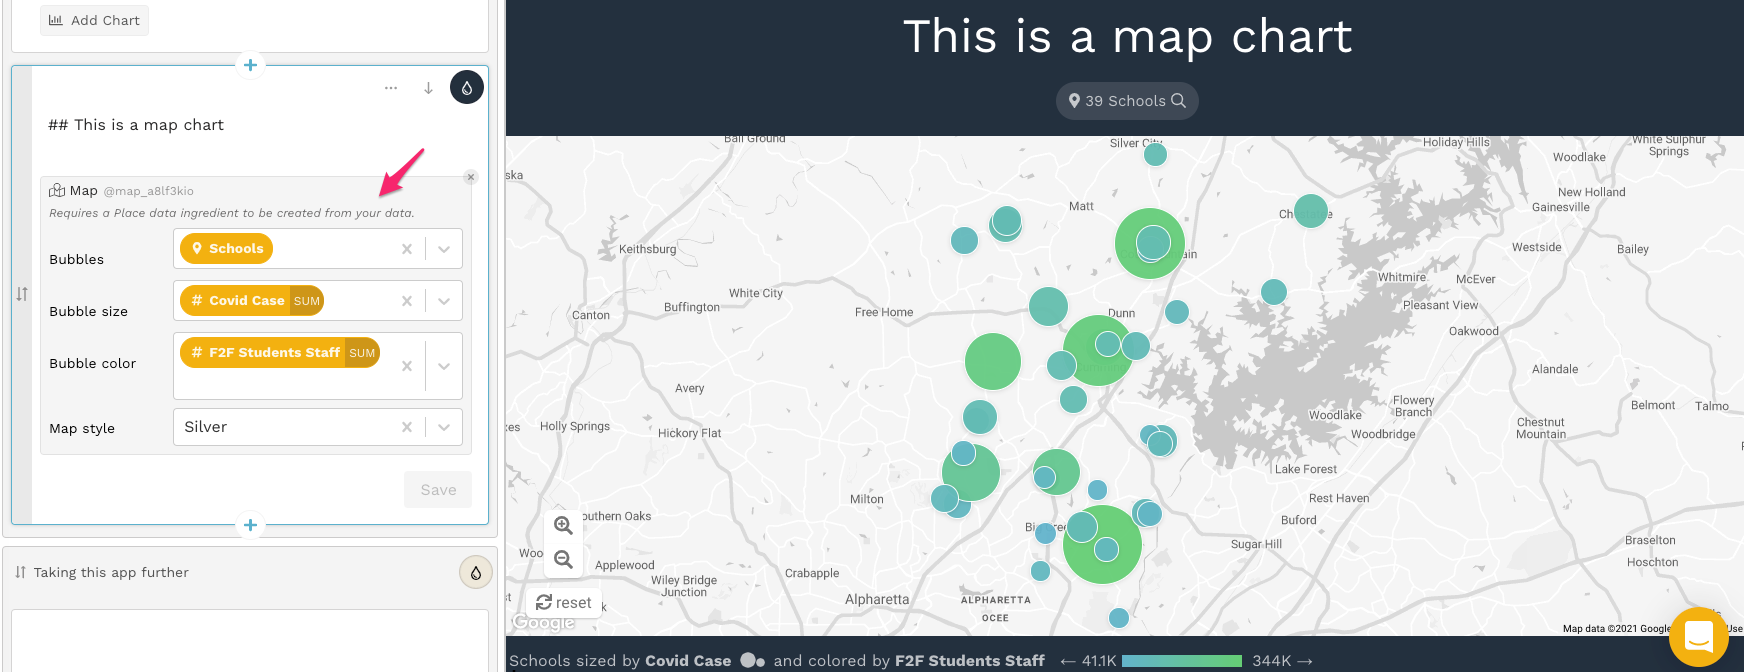 Add Chart
## This is a map chart
Map @map_a8lf3kio
Requires a Place data ingredient to be created from your data.
Bubbles
Schools
Bubble size
# Covid Case SUM
Bubble color
# F2F Students Staff SUM
Map style
Silver
Save
Taking this app further
This is a map chart
39 Schools
Ball Ground
Silver City
Holiday Hills
White Sulphur
Springs
Woodlake
New Holland
Gainesville
Matt
Keithsburg
Westside
Bailey
Whitmire
McEver
White City
Buffington
Free Home
Canton
Dunn
Pleasant View
Oakwood
Avery
Alandale
Flowery
Branch
Belmont
Talmo
Woodlake
Chestnut
Mountain
Holly Springs
Hickory Flat
Woodbridge
Lake Forest
Milton
Rest Haven
Buford
Sugar Hill
Braselton
Hoschton
Applewood
Crabapple
Wiley Bridge
Junction
Alpharetta
ALPHARETTA
OCEE
reset
Google
Map data ©2021 Google
Use
Schools sized by Covid Case and colored by F2F Students Staff ← 41.1K 344K →